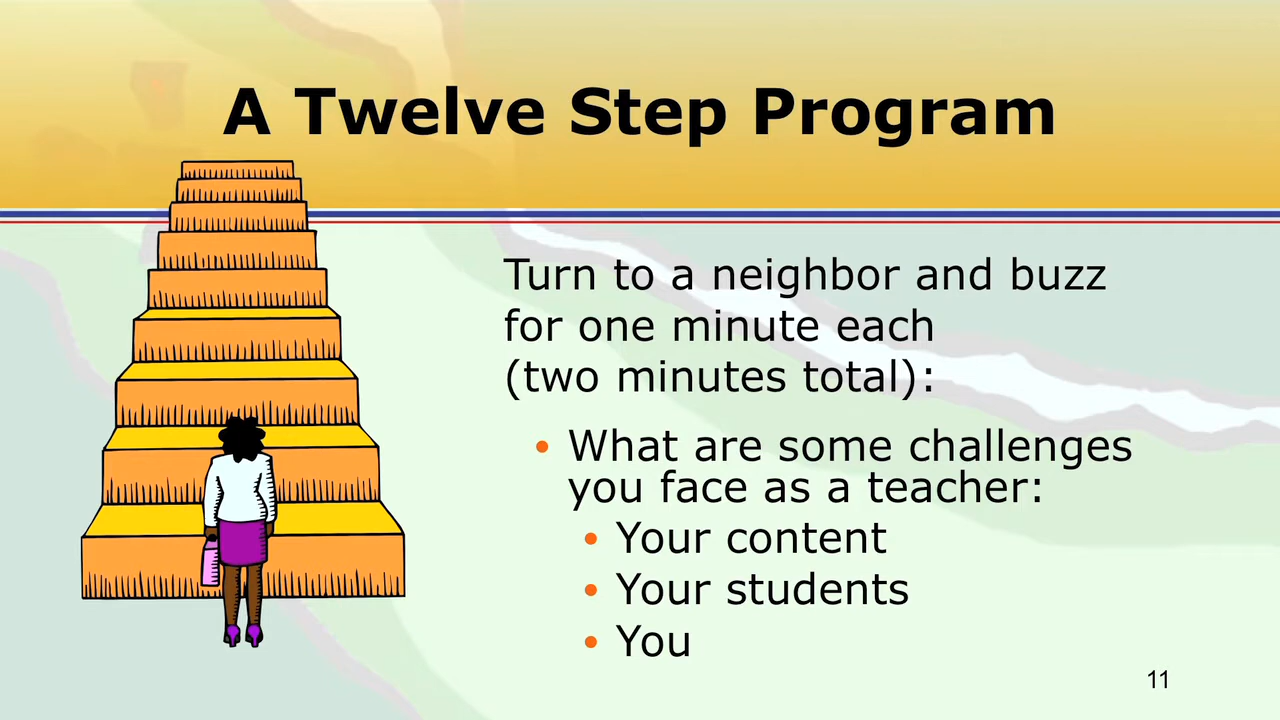 A Twelve Step Program
Turn to a neighbor and buzz
for one minute each
(two minutes total):
• What are some challenges
you face as a teacher:
• Your content
• Your students
• You
11